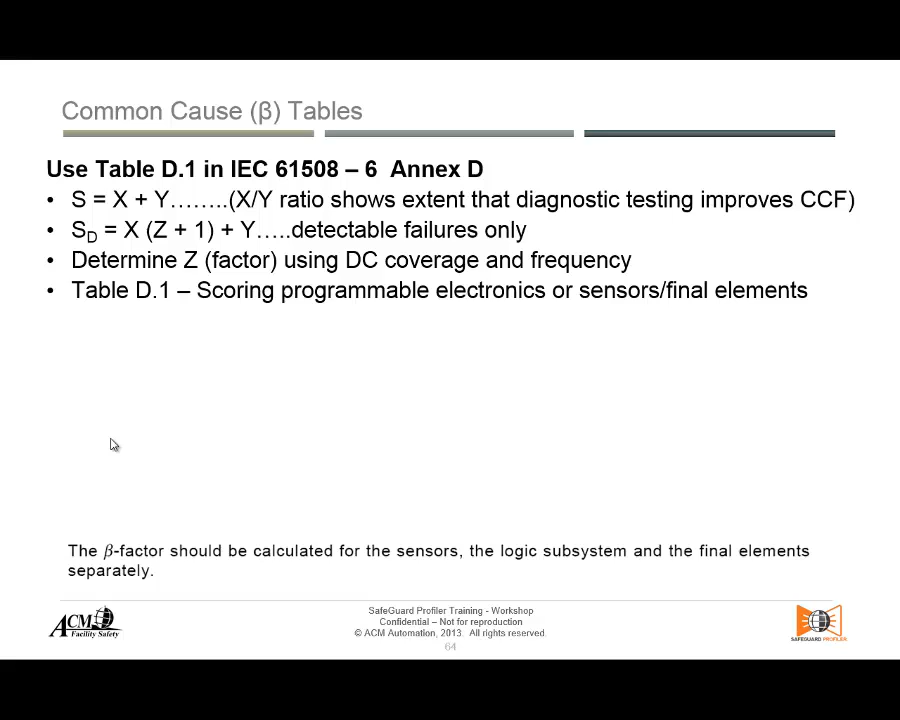 Common Cause (β) Tables
Use Table D.1 in IEC 61508 – 6 Annex D
• S = X + Y……..(X/Y ratio shows extent that diagnostic testing improves CCF)
• SD = X (Z + 1) + Y…..detectable failures only
• Determine Z (factor) using DC coverage and frequency
• Table D.1 – Scoring programmable electronics or sensors/final elements
The β-factor should be calculated for the sensors, the logic subsystem and the final elements
separately.
ACM
Facility Safety
SafeGuard Profiler Training - Workshop
Confidential – Not for reproduction
© ACM Automation, 2013. All rights reserved.
64
SAFEGUARD PROFILER